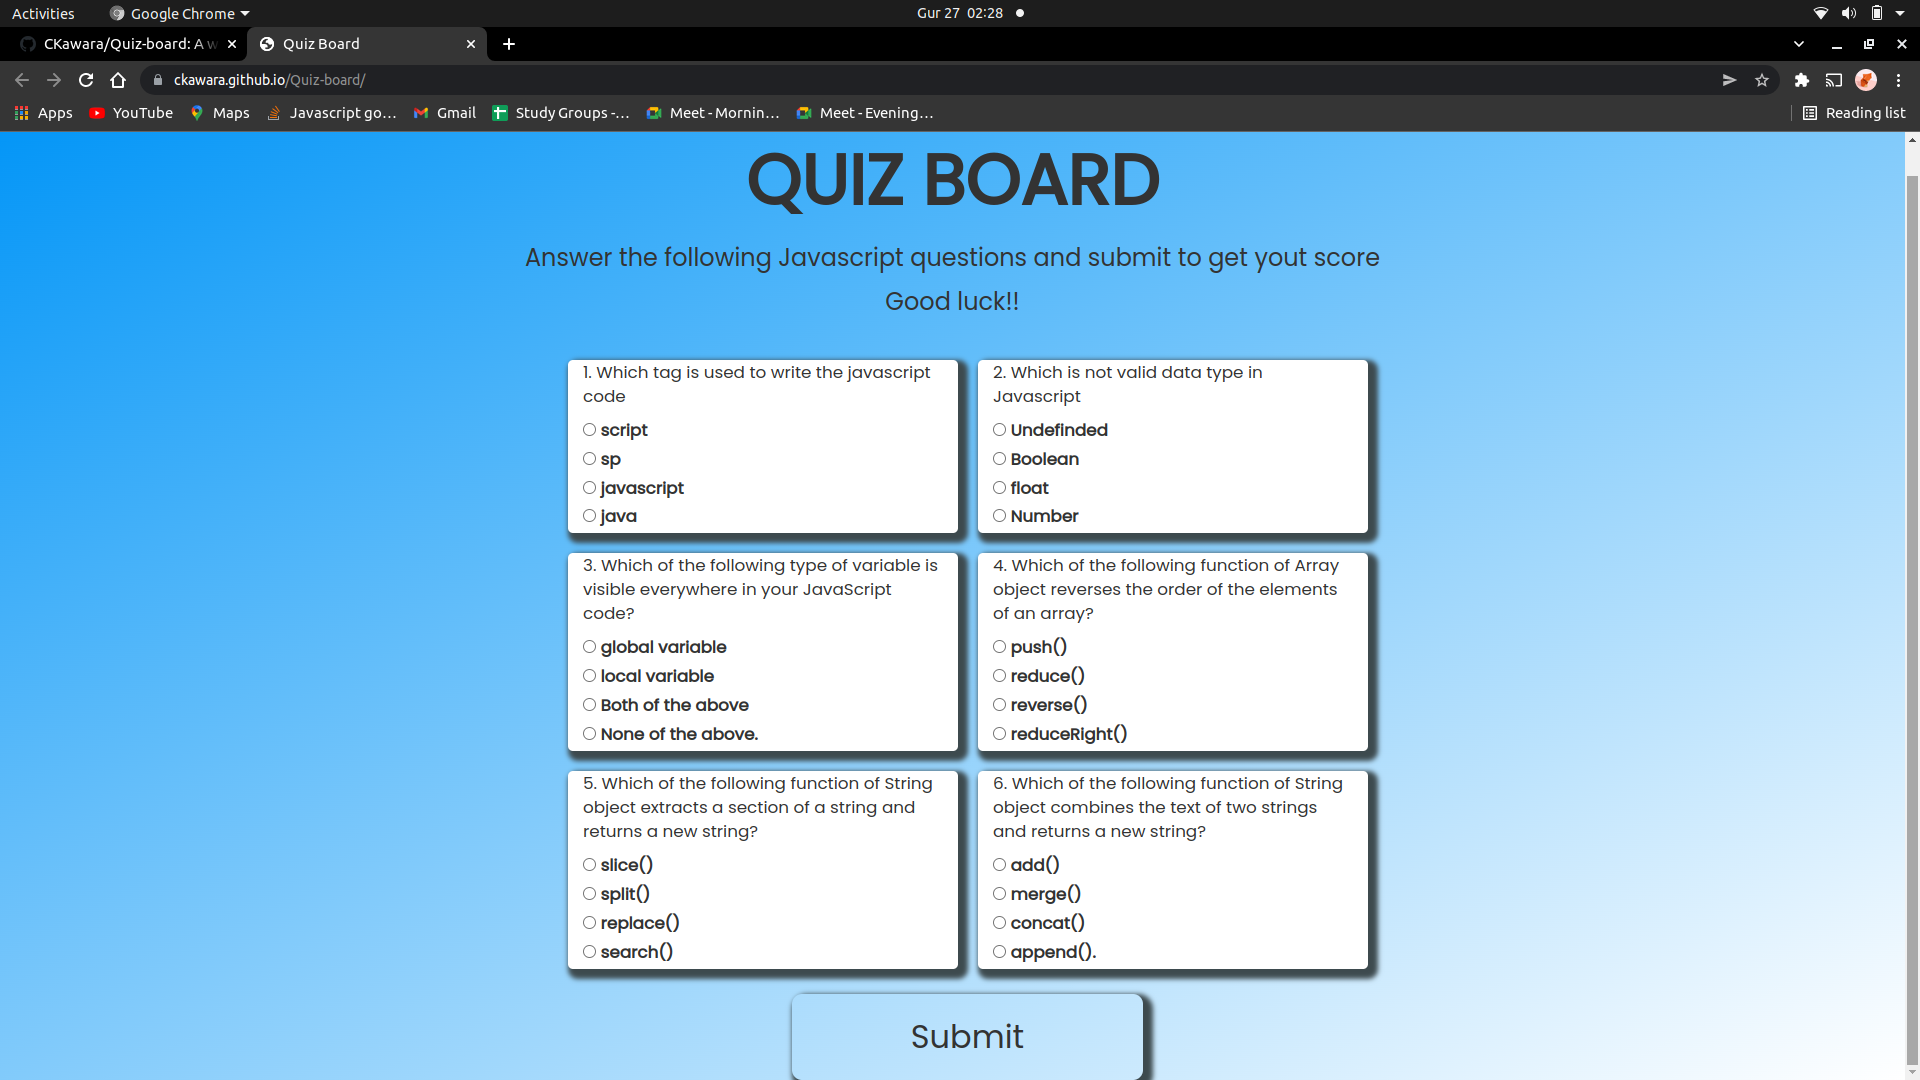 Activities
Google Chrome
Gur 27 02:28
CKawara/Quiz-board: A w
Quiz Board
ckawara.github.io/Quiz-board/
Apps
YouTube
Maps
Javascript go...
Gmail
Study Groups -...
Meet - Mornin...
Meet - Evening...
Reading list
QUIZ BOARD
Answer the following Javascript questions and submit to get yout score
Good luck!!
1. Which tag is used to write the javascript
code
script
sp
javascript
java
2. Which is not valid data type in
Javascript
Undefinded
Boolean
float
Number
3. Which of the following type of variable is
visible everywhere in your JavaScript
code?
global variable
local variable
Both of the above
None of the above.
4. Which of the following function of Array
object reverses the order of the elements
of an array?
push()
reduce()
reverse()
reduceRight()
5. Which of the following function of String
object extracts a section of a string and
returns a new string?
slice()
split()
replace()
search()
6. Which of the following function of String
object combines the text of two strings
and returns a new string?
add()
merge()
concat()
append().
Submit